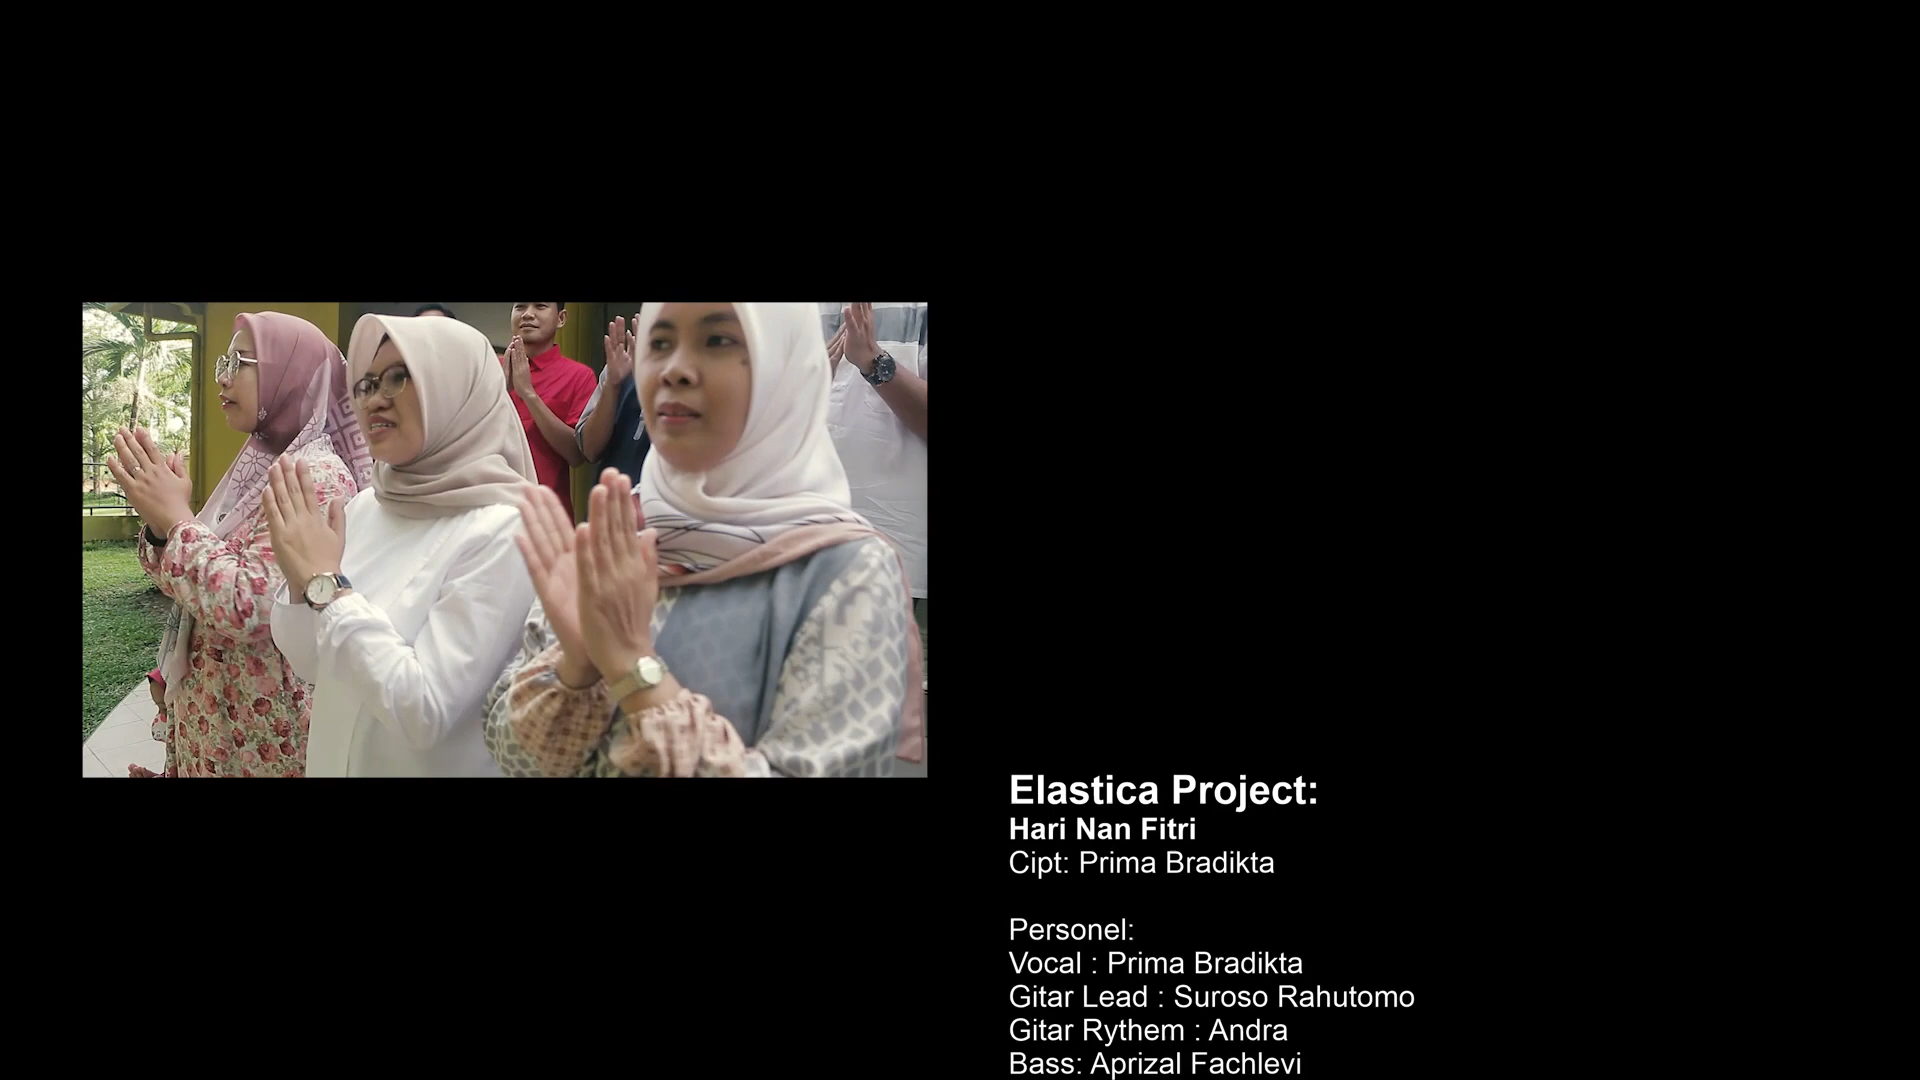 Elastica Project:
Hari Nan Fitri
Cipt: Prima Bradikta
Personel:
Vocal : Prima Bradikta
Gitar Lead : Suroso Rahutomo
Gitar Rythem : Andra
Bass: Aprizal Fachlevi